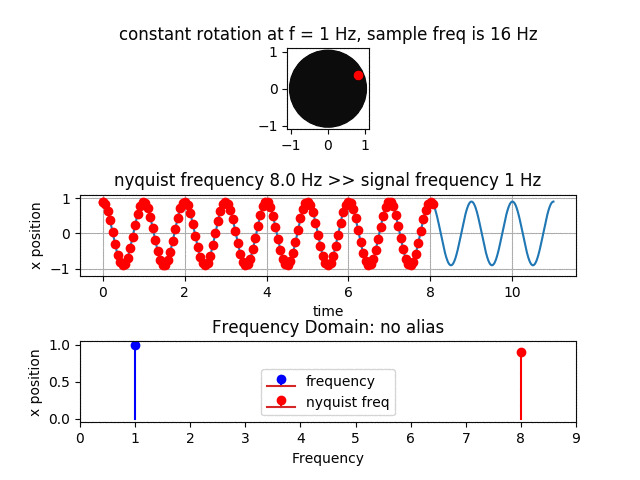 constant rotation at f = 1 Hz, sample freq is 16 Hz
1
0
−1
−1 0 1
nyquist frequency 8.0 Hz >> signal frequency 1 Hz
x position
1
0
−1
0 2 4 6 8 10
time
Frequency Domain: no alias
x position
1.0
0.5
0.0
frequency
nyquist freq
0 1 2 3 4 5 6 7 8 9
Frequency